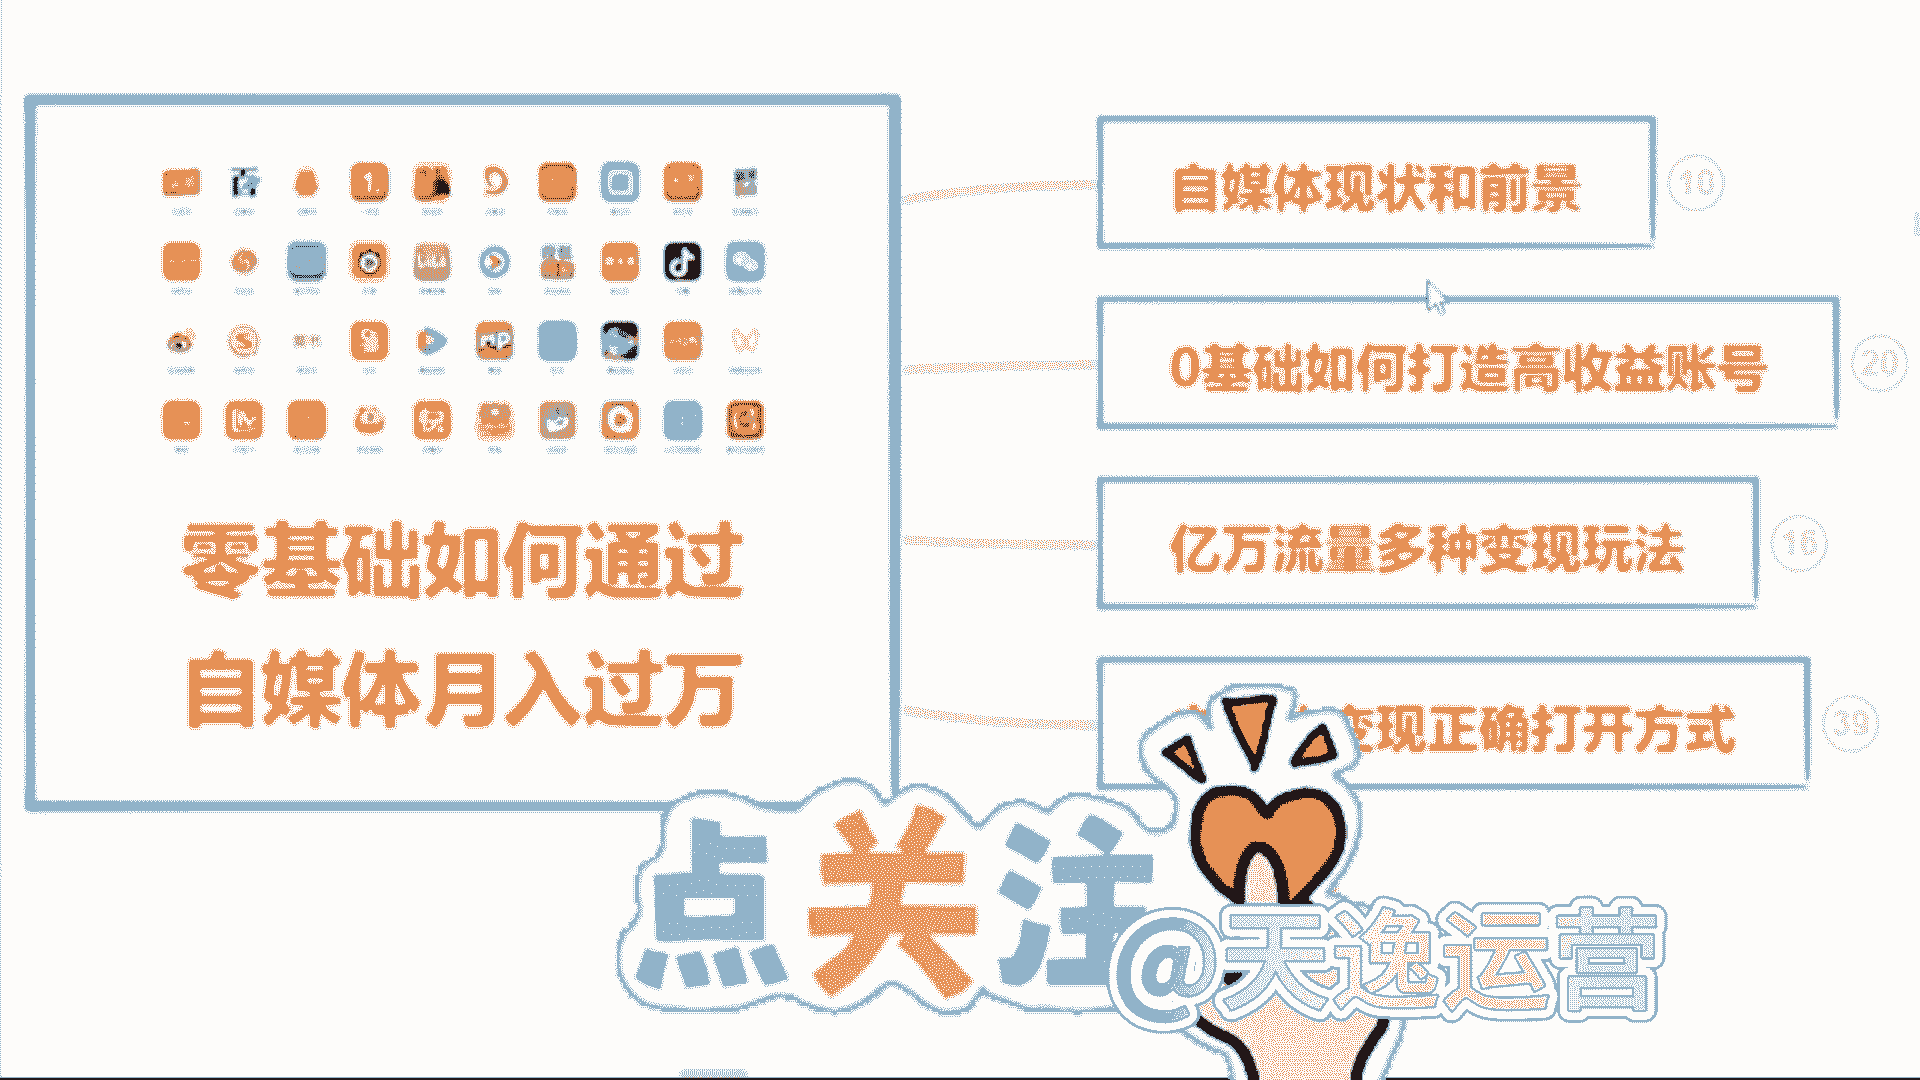 零基础如何通过
自媒体月入过万
自媒体现状和前景
10
0基础如何打造高收益账号
20
亿万流量多种变现玩法
16
变现正确打开方式
39
点关注
@天逸运营